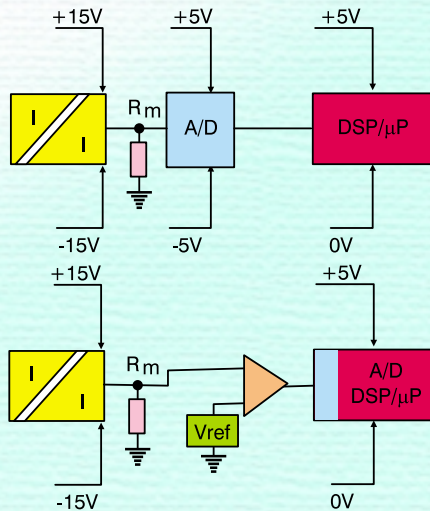 +15V +5V +5V
I I Rm A/D DSP/µP
-15V -5V 0V
+15V +5V
I I Rm Vref A/D DSP/µP
-15V 0V